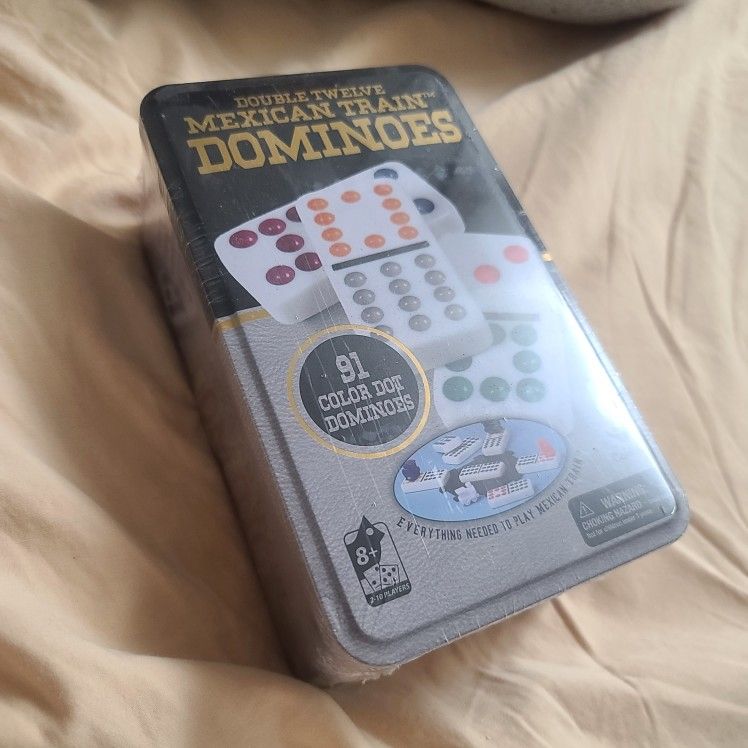 DOUBLE TWELVE
MEXICAN TRAIN™
DOMINOES
91
COLOR DOT
DOMINOES
EVERYTHING NEEDED TO PLAY MEXICAN TRAIN
8+
2-10 PLAYERS
WARNING
CHOKING HAZARD